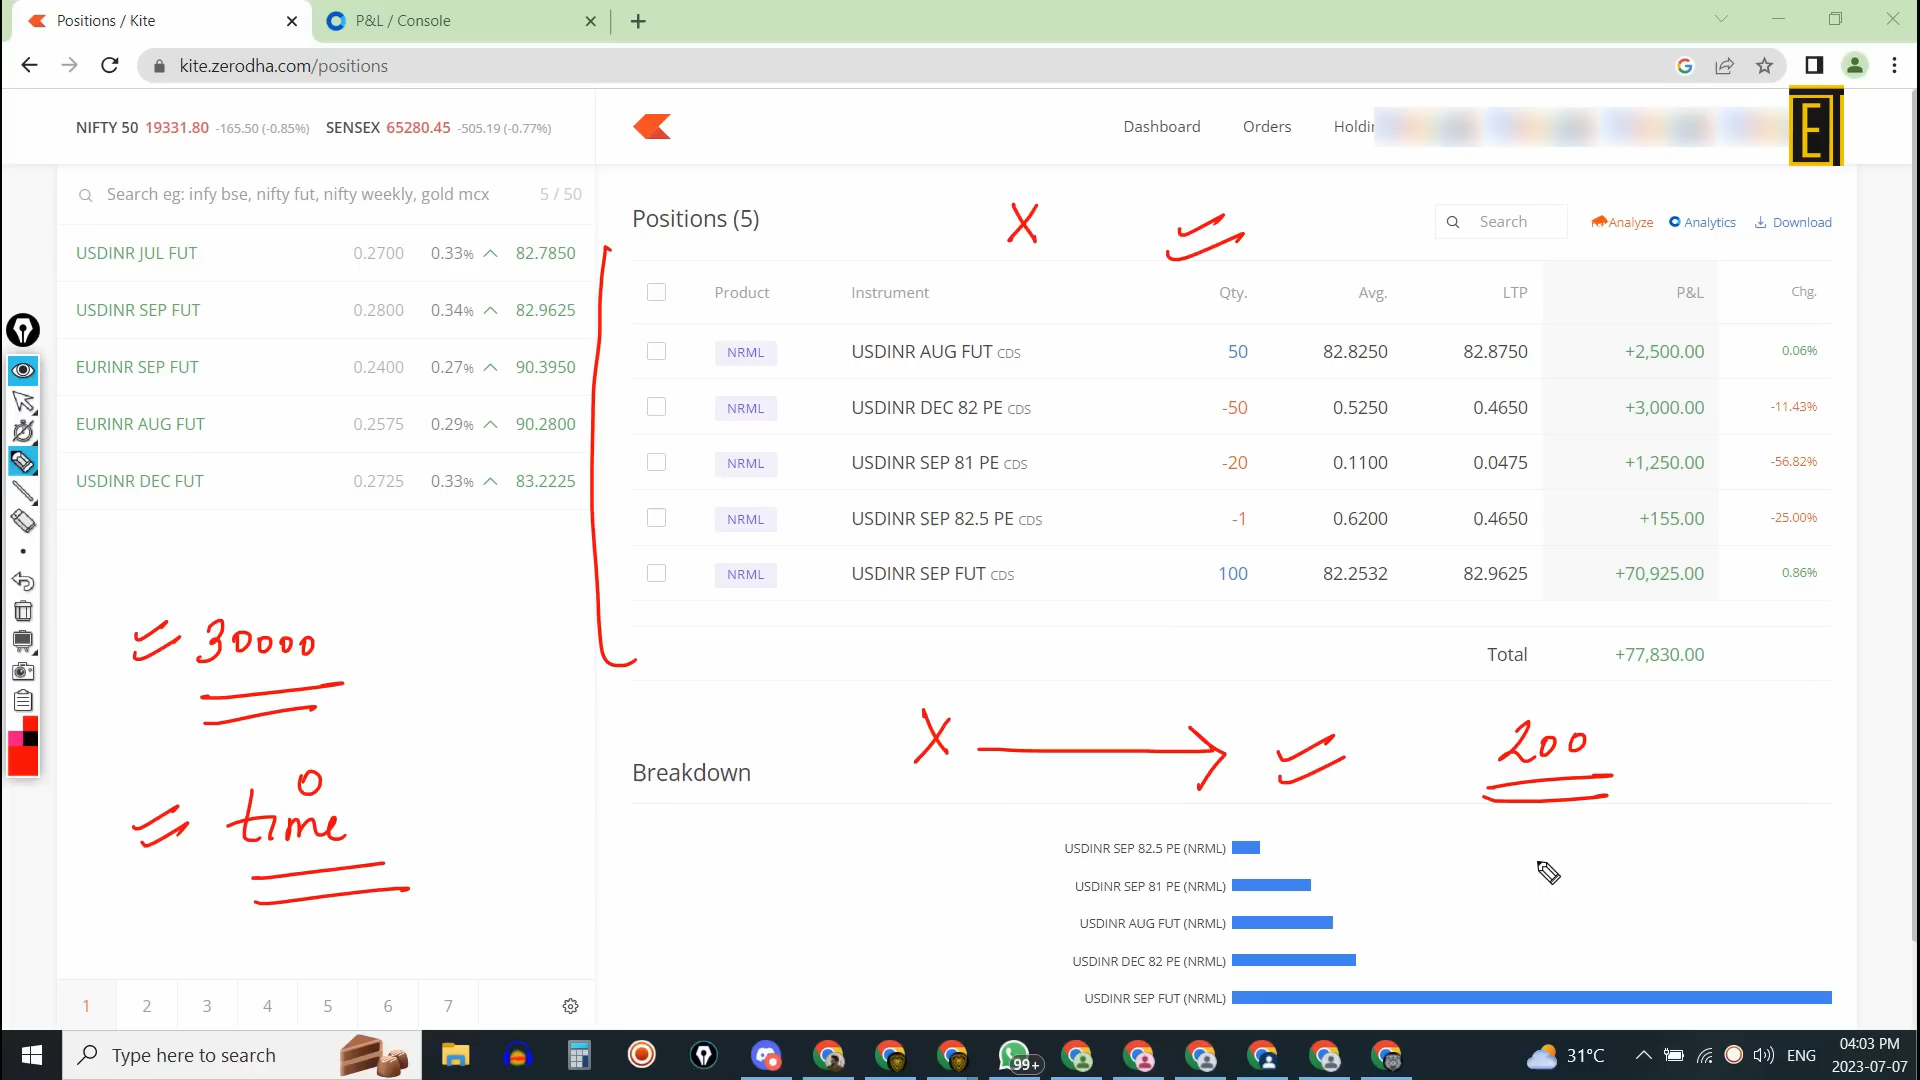 Positions / Kite
P&L / Console
kite.zerodha.com/positions
NIFTY 50 19331.80 -165.50 (-0.85%) SENSEX 65280.45 -505.19 (-0.77%)
Dashboard Orders Holdin
E
Search eg: infy bse, nifty fut, nifty weekly, gold mcx 5 / 50
USDINR JUL FUT 0.2700 0.33% 82.7850
USDINR SEP FUT 0.2800 0.34% 82.9625
EURINR SEP FUT 0.2400 0.27% 90.3950
EURINR AUG FUT 0.2575 0.29% 90.2800
USDINR DEC FUT 0.2725 0.33% 83.2225
30000
0
time
1 2 3 4 5 6 7
Positions (5) X Search Analyze Analytics Download
Product Instrument Qty. Avg. LTP P&L Chg.
NRML USDINR AUG FUT CDS 50 82.8250 82.8750 +2,500.00 0.06%
NRML USDINR DEC 82 PE CDS -50 0.5250 0.4650 +3,000.00 -11.43%
NRML USDINR SEP 81 PE CDS -20 0.1100 0.0475 +1,250.00 -56.82%
NRML USDINR SEP 82.5 PE CDS -1 0.6200 0.4650 +155.00 -25.00%
NRML USDINR SEP FUT CDS 100 82.2532 82.9625 +70,925.00 0.86%
Total +77,830.00
X 200
Breakdown
USDINR SEP 82.5 PE (NRML)
USDINR SEP 81 PE (NRML)
USDINR AUG FUT (NRML)
USDINR DEC 82 PE (NRML)
USDINR SEP FUT (NRML)
Type here to search 99+ 31°C ENG 04:03 PM
2023-07-07